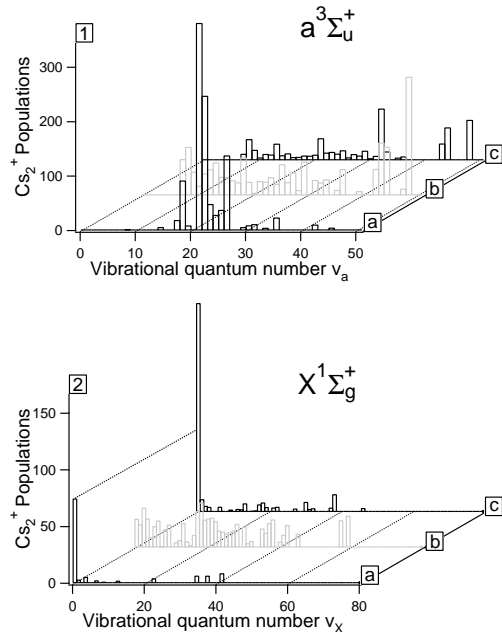 1
a³Σu⁺
300
200
100
0
Cs₂⁺ Populations
c
b
a
0 10 20 30 40 50
Vibrational quantum number vₐ
2
X¹Σg⁺
150
100
50
0
Cs₂⁺ Populations
c
b
a
0 20 40 60 80
Vibrational quantum number vₓ